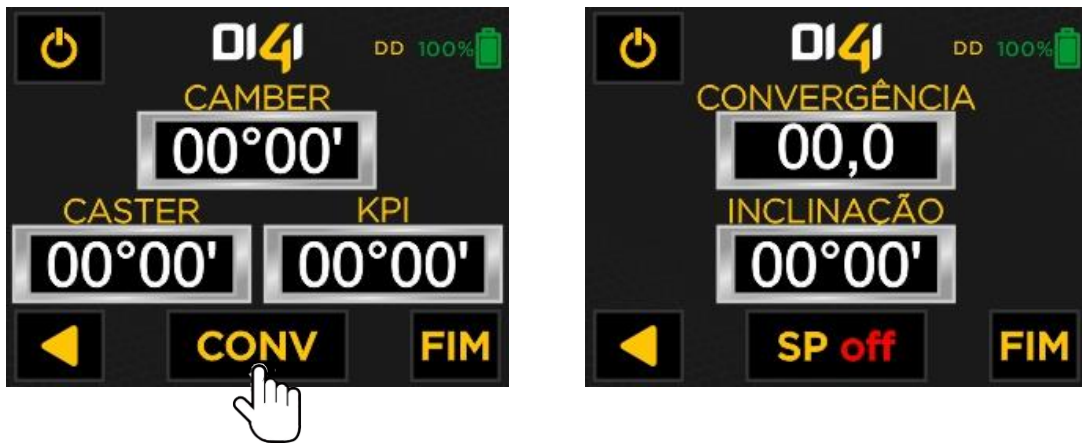 DI4I DD 100%
CAMBER
00°00'
CASTER KPI
00°00' 00°00'
CONV FIM
DI4I DD 100%
CONVERGÊNCIA
00,0
INCLINAÇÃO
00°00'
SP off FIM